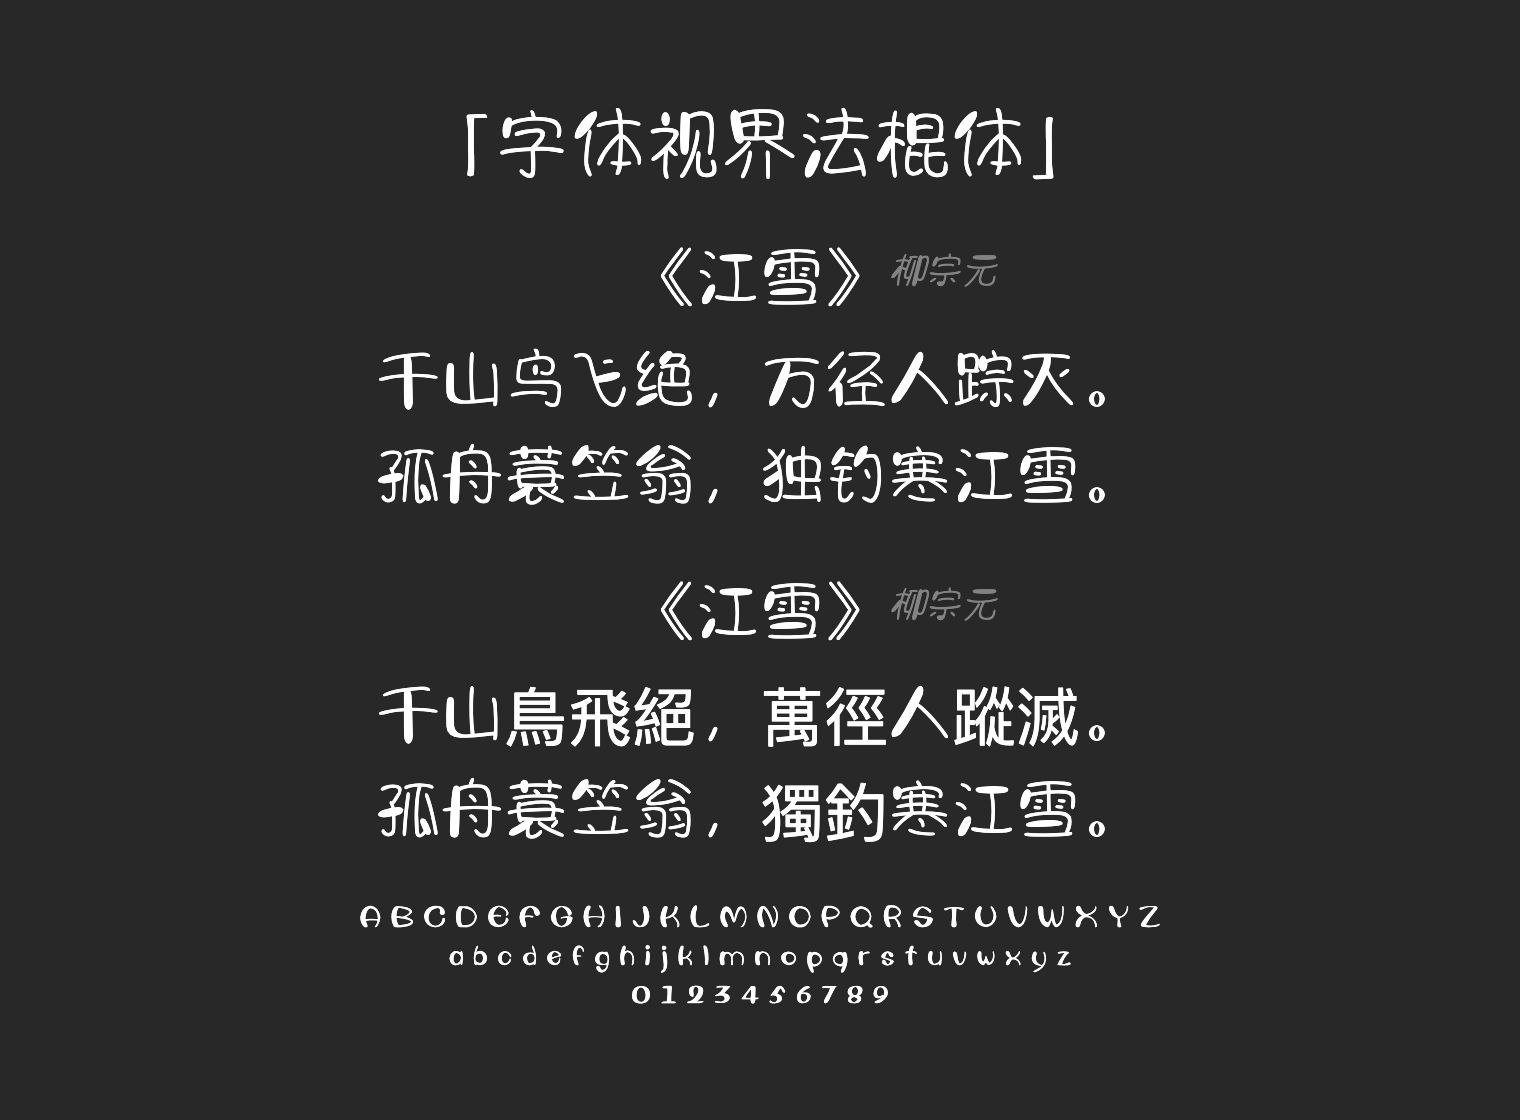 「字体视界法棍体」
《江雪》 柳宗元
千山鸟飞绝，万径人踪灭。
孤舟蓑笠翁，独钓寒江雪。
《江雪》 柳宗元
千山鳥飛絕，萬徑人蹤滅。
孤舟蓑笠翁，獨釣寒江雪。
ABCDEFGHIJKLMNOPQRSTUVWXYZ
abcdefghijklmnopqrstuvwxyz
0123456789